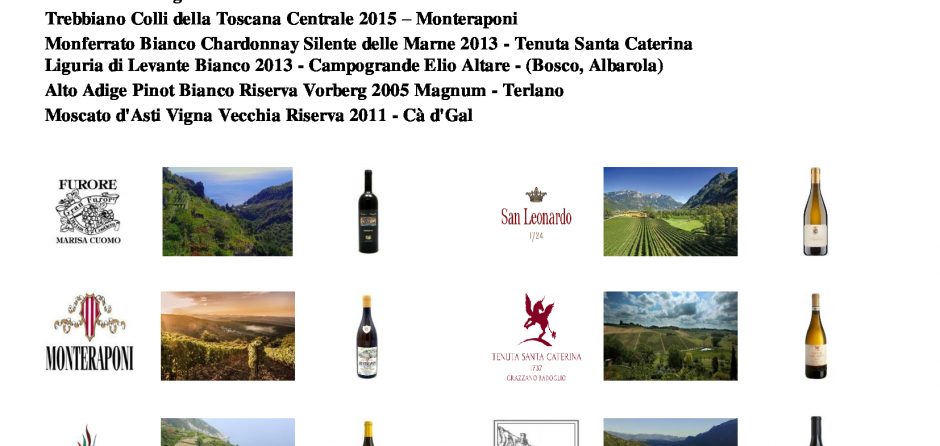 Trebbiano Colli della Toscana Centrale 2015 – Monteraponi
Monferrato Bianco Chardonnay Silente delle Marne 2013 - Tenuta Santa Caterina
Liguria di Levante Bianco 2013 - Campogrande Elio Altare - (Bosco, Albarola)
Alto Adige Pinot Bianco Riserva Vorberg 2005 Magnum - Terlano
Moscato d'Asti Vigna Vecchia Riserva 2011 - Cà d'Gal
FURORE
Gran Furor
MARISA CUOMO
San Leonardo
1724
MONTERAPONI
TENUTA SANTA CATERINA
1737
GRAZZANO BADOGLIO